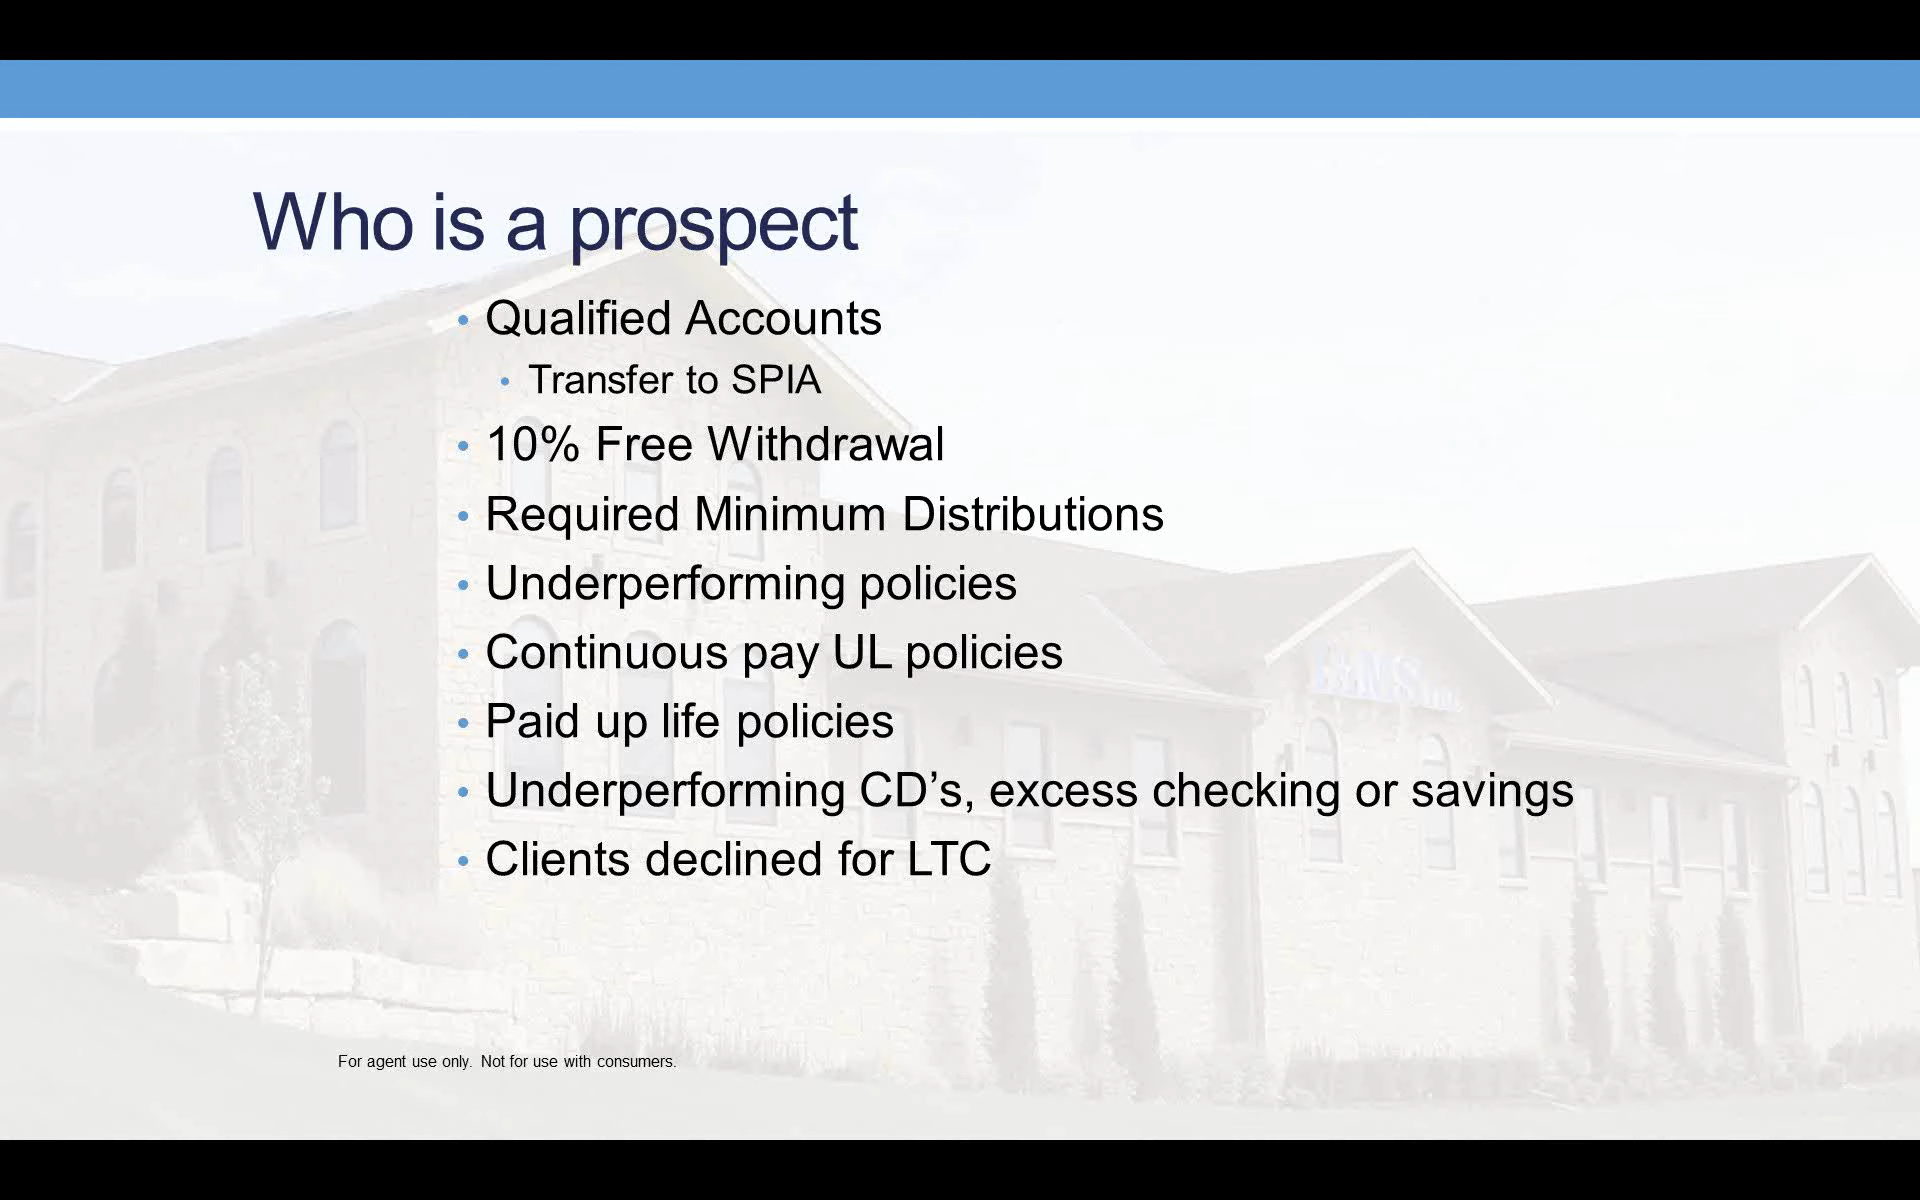 Who is a prospect
• Qualified Accounts
• Transfer to SPIA
• 10% Free Withdrawal
• Required Minimum Distributions
• Underperforming policies
• Continuous pay UL policies
• Paid up life policies
• Underperforming CD’s, excess checking or savings
• Clients declined for LTC
For agent use only. Not for use with consumers.